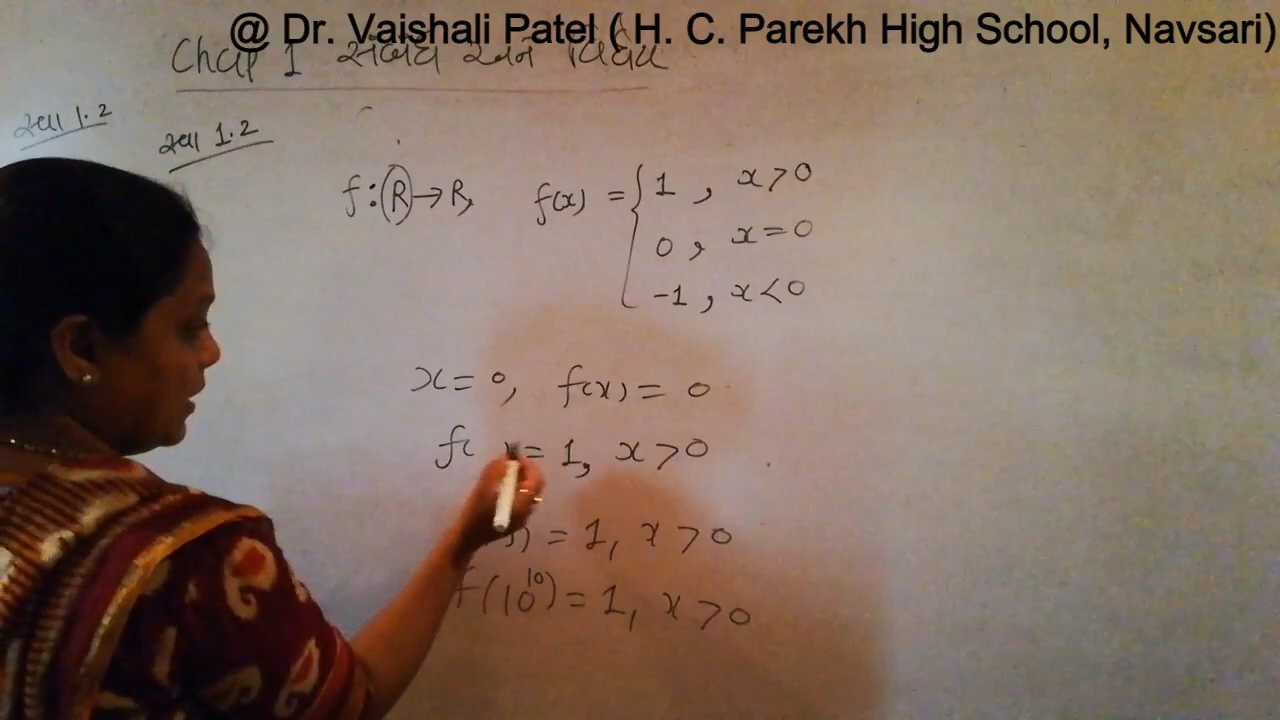 @ Dr. Vaishali Patel ( H. C. Parekh High School, Navsari)
Chap 1 સંબંધ અને વિધેય
સ્વા 1.2
સ્વા 1.2
f : R → R, f(x) = { 1 , x > 0
0 , x = 0
-1 , x < 0
x = 0, f(x) = 0
f( ) = 1, x > 0
) = 1, x > 0
f(10¹⁰) = 1, x > 0